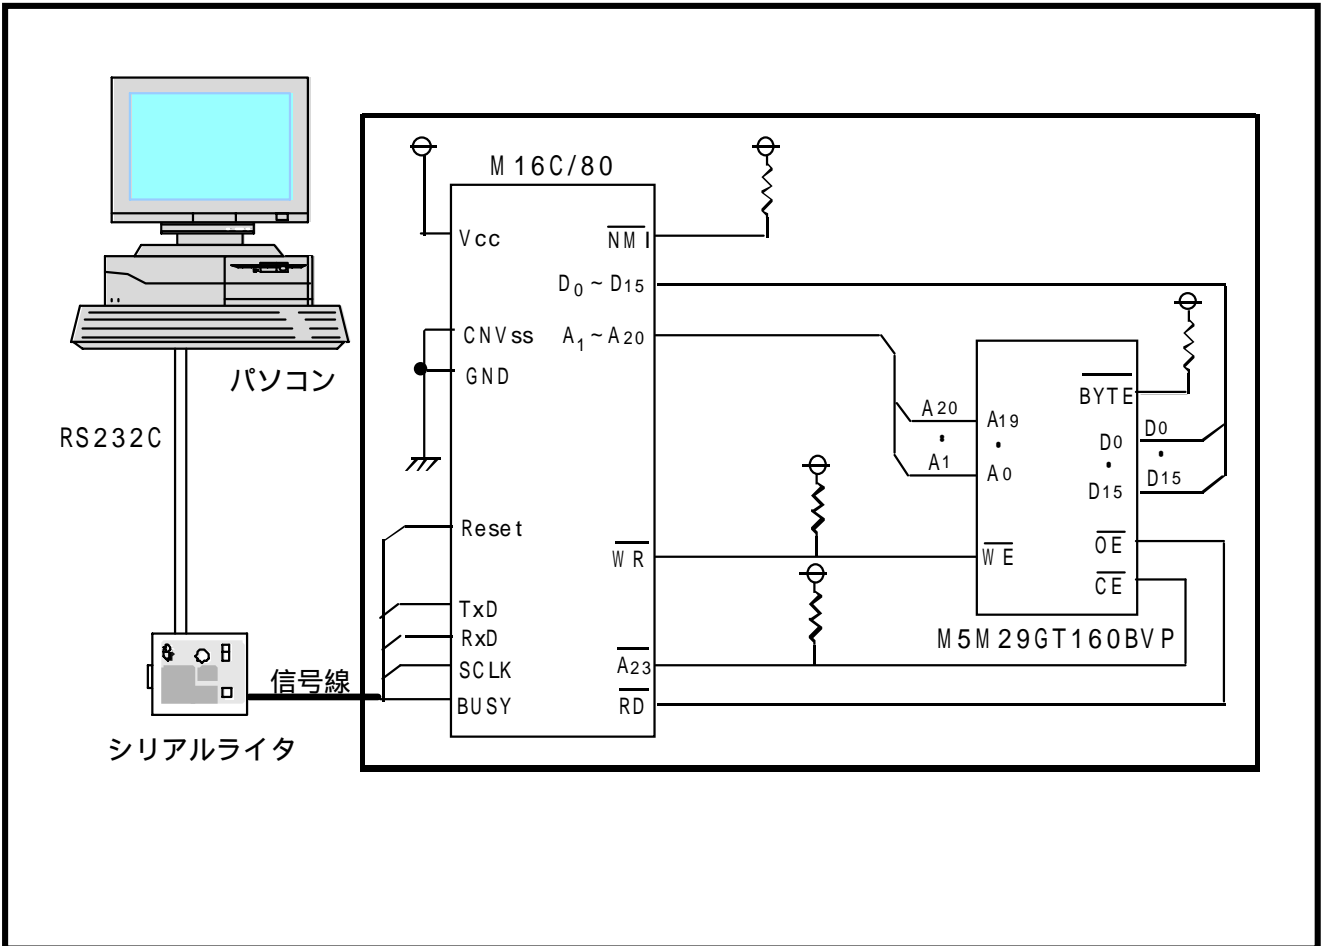 M16C/80
Vcc
NMI
D0~D15
CNVss
A1~A20
GND
パソコン
BYTE
RS232C
A20
A19
D0
D0
A1
A0
D15
D15
Reset
WR
WE
OE
CE
TxD
RxD
M5M29GT160BVP
SCLK
A23
信号線
BUSY
RD
シリアルライタ